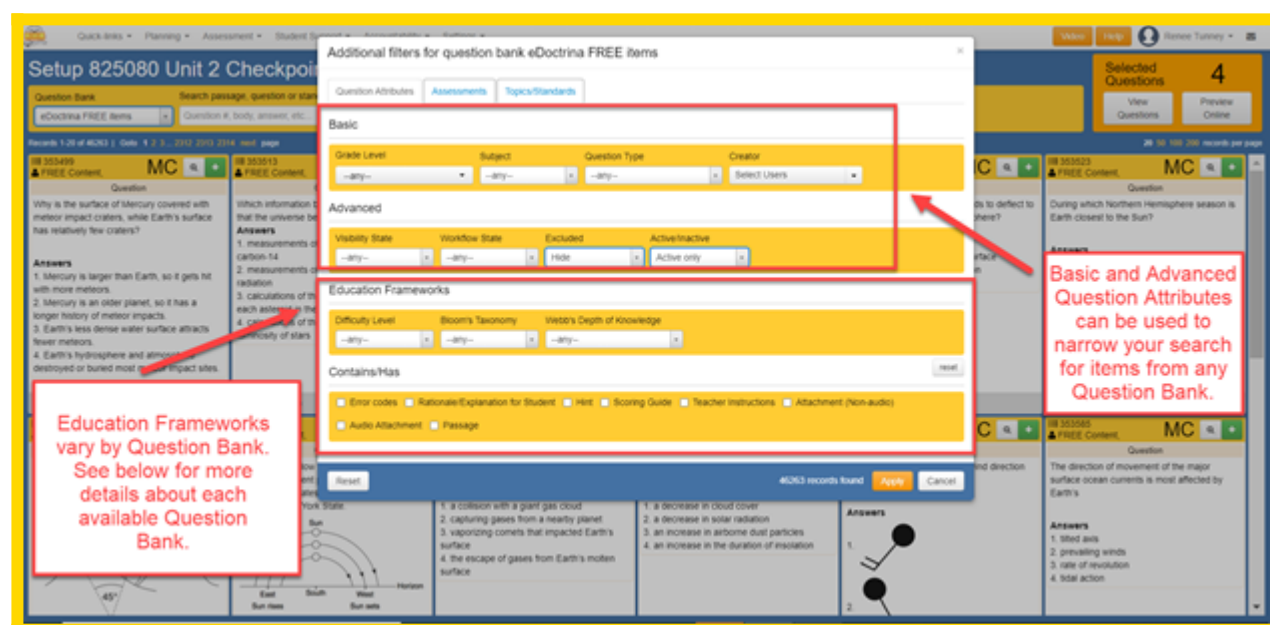 Quick-links Planning Assessment Student Support Accountability Settings
Video Help Renee Tunney
Setup 825080 Unit 2 Checkpoi
Question Bank Search passage, question or stan
eDoctrina FREE items Question #, body, answer, etc...
Records 1-20 of 46263 | Goto 1 2 3 ... 2312 2313 2314 next page
20 50 100 200 records per page
Selected Questions 4
View Questions Preview Online
Additional filters for question bank eDoctrina FREE items ×
Question Attributes Assessments Topics/Standards
Basic
Grade Level Subject Question Type Creator
--any-- --any-- --any-- Select Users
Advanced
Visibility State Workflow State Excluded Active/Inactive
--any-- --any-- Hide Active only
Education Frameworks
Difficulty Level Bloom's Taxonomy Webb's Depth of Knowledge
--any-- --any-- --any--
Contains/Has reset
Error codes Rationale/Explanation for Student Hint Scoring Guide Teacher Instructions Attachment (Non-audio)
Audio Attachment Passage
Reset 46263 records found Apply Cancel
353499
FREE Content, MC
Question
Why is the surface of Mercury covered with
meteor impact craters, while Earth's surface
has relatively few craters?
Answers
1. Mercury is larger than Earth, so it gets hit
with more meteors.
2. Mercury is an older planet, so it has a
longer history of meteor impacts.
3. Earth's less dense water surface attracts
fewer meteors.
4. Earth's hydrosphere and
destroyed or buried most impact sites.
353513
FREE Content,
Which information
that the universe be
Answers
1. measurements o
carbon-14
2. measurements o
radiation
3. calculations of th
each asteroid in the
4. of th
luminosity of stars
C
ds to deflect to
353523
FREE Content, MC
Question
During which Northern Hemisphere season is
Earth closest to the Sun?
Answers
Basic and Advanced
Question Attributes
can be used to
narrow your search
for items from any
Question Bank.
Education Frameworks
vary by Question Bank.
See below for more
details about each
available Question
Bank.
York State.
Sun
Horizon
East South West
Sun rises Sun sets
45°
1. a collision with a giant gas cloud
2. capturing gases from a nearby planet
3. vaporizing comets that impacted Earth's
surface
4. the escape of gases from Earth's molten
surface
1. a decrease in cloud cover
2. a decrease in solar radiation
3. an increase in airborne dust particles
4. an increase in the duration of insolation
C
nd direction
Answers
1.
2.
353585
FREE Content, MC
Question
The direction of movement of the major
surface ocean currents is most affected by
Earth's
Answers
1. tilted axis
2. prevailing winds
3. rate of revolution
4. tidal action